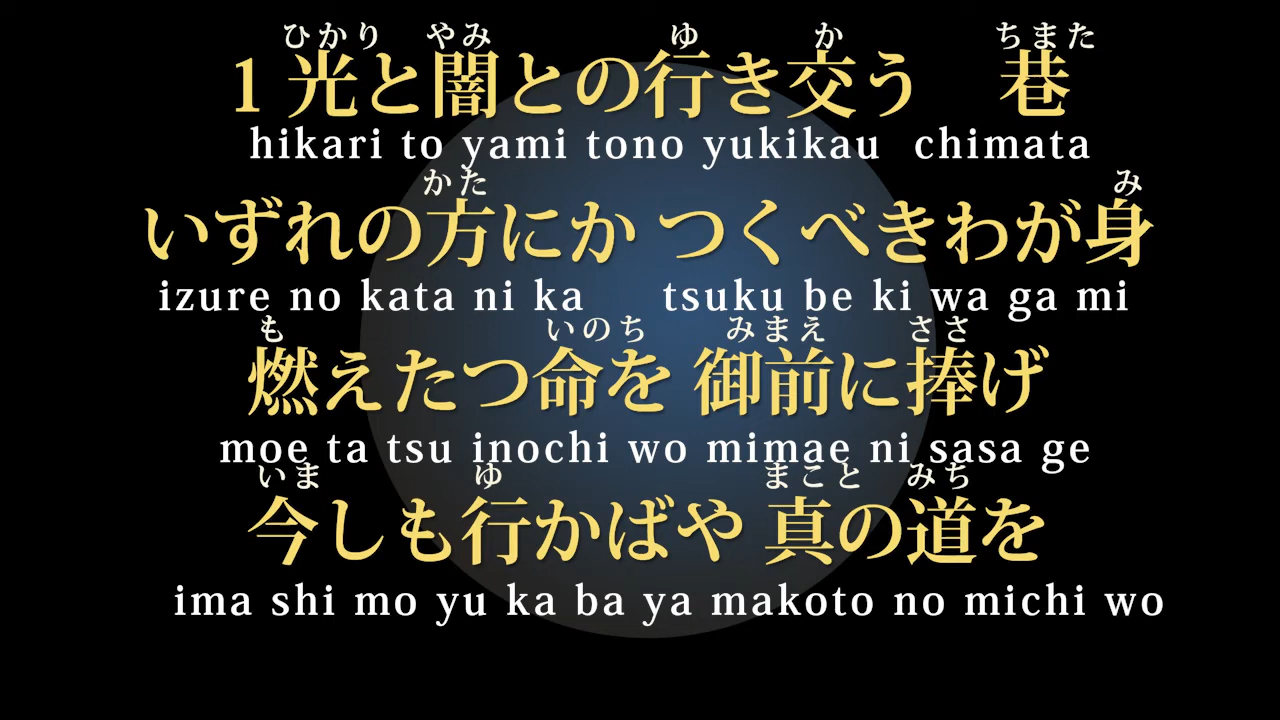 ひかり やみ ゆ か ちまた
1 光と闇との行き交う　巷
hikari to yami tono yukikau chimata
かた み
いずれの方にか つくべきわが身
izure no kata ni ka tsuku be ki wa ga mi
も いのち みまえ ささ
燃えたつ命を 御前に捧げ
moe ta tsu inochi wo mimae ni sasa ge
いま ゆ まこと みち
今しも行かばや 真の道を
ima shi mo yu ka ba ya makoto no michi wo